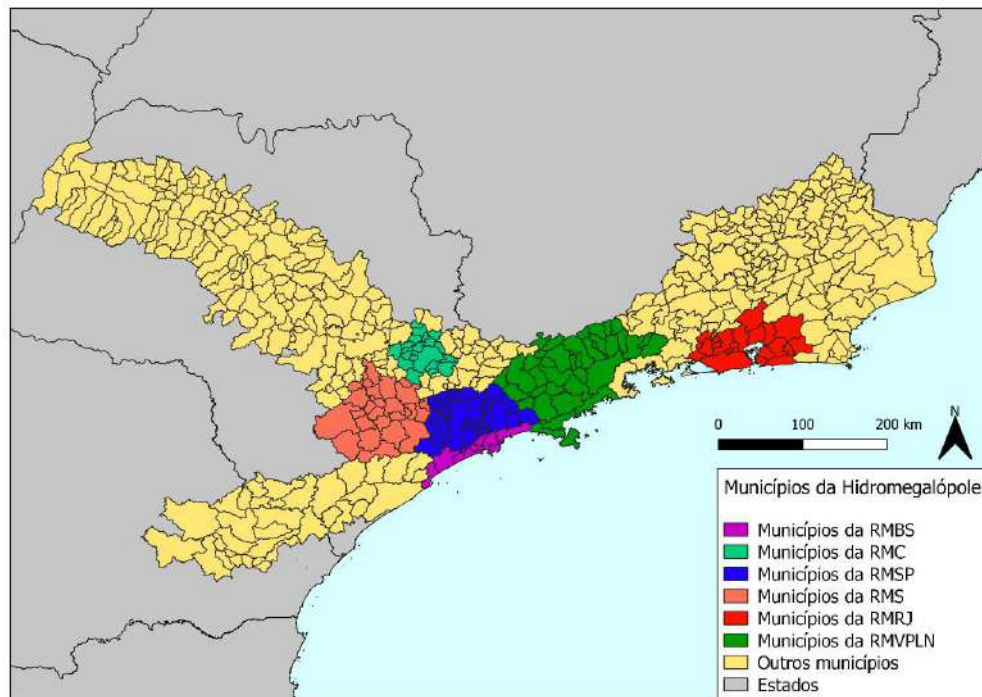 N
0 100 200 km
Municípios da Hidromegalópole
Municípios da RMBS
Municípios da RMC
Municípios da RMSP
Municípios da RMS
Municípios da RMRJ
Municípios da RMVPLN
Outros municípios
Estados